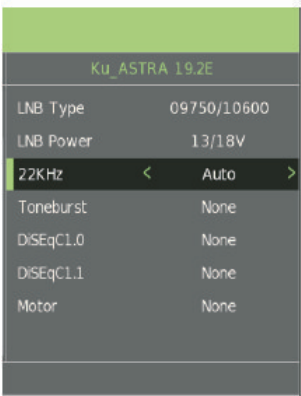 Ku_ASTRA 19.2E
LNB Type 09750/10600
LNB Power 13/18V
22KHz < Auto >
Toneburst None
DiSEqC1.0 None
DiSEqC1.1 None
Motor None